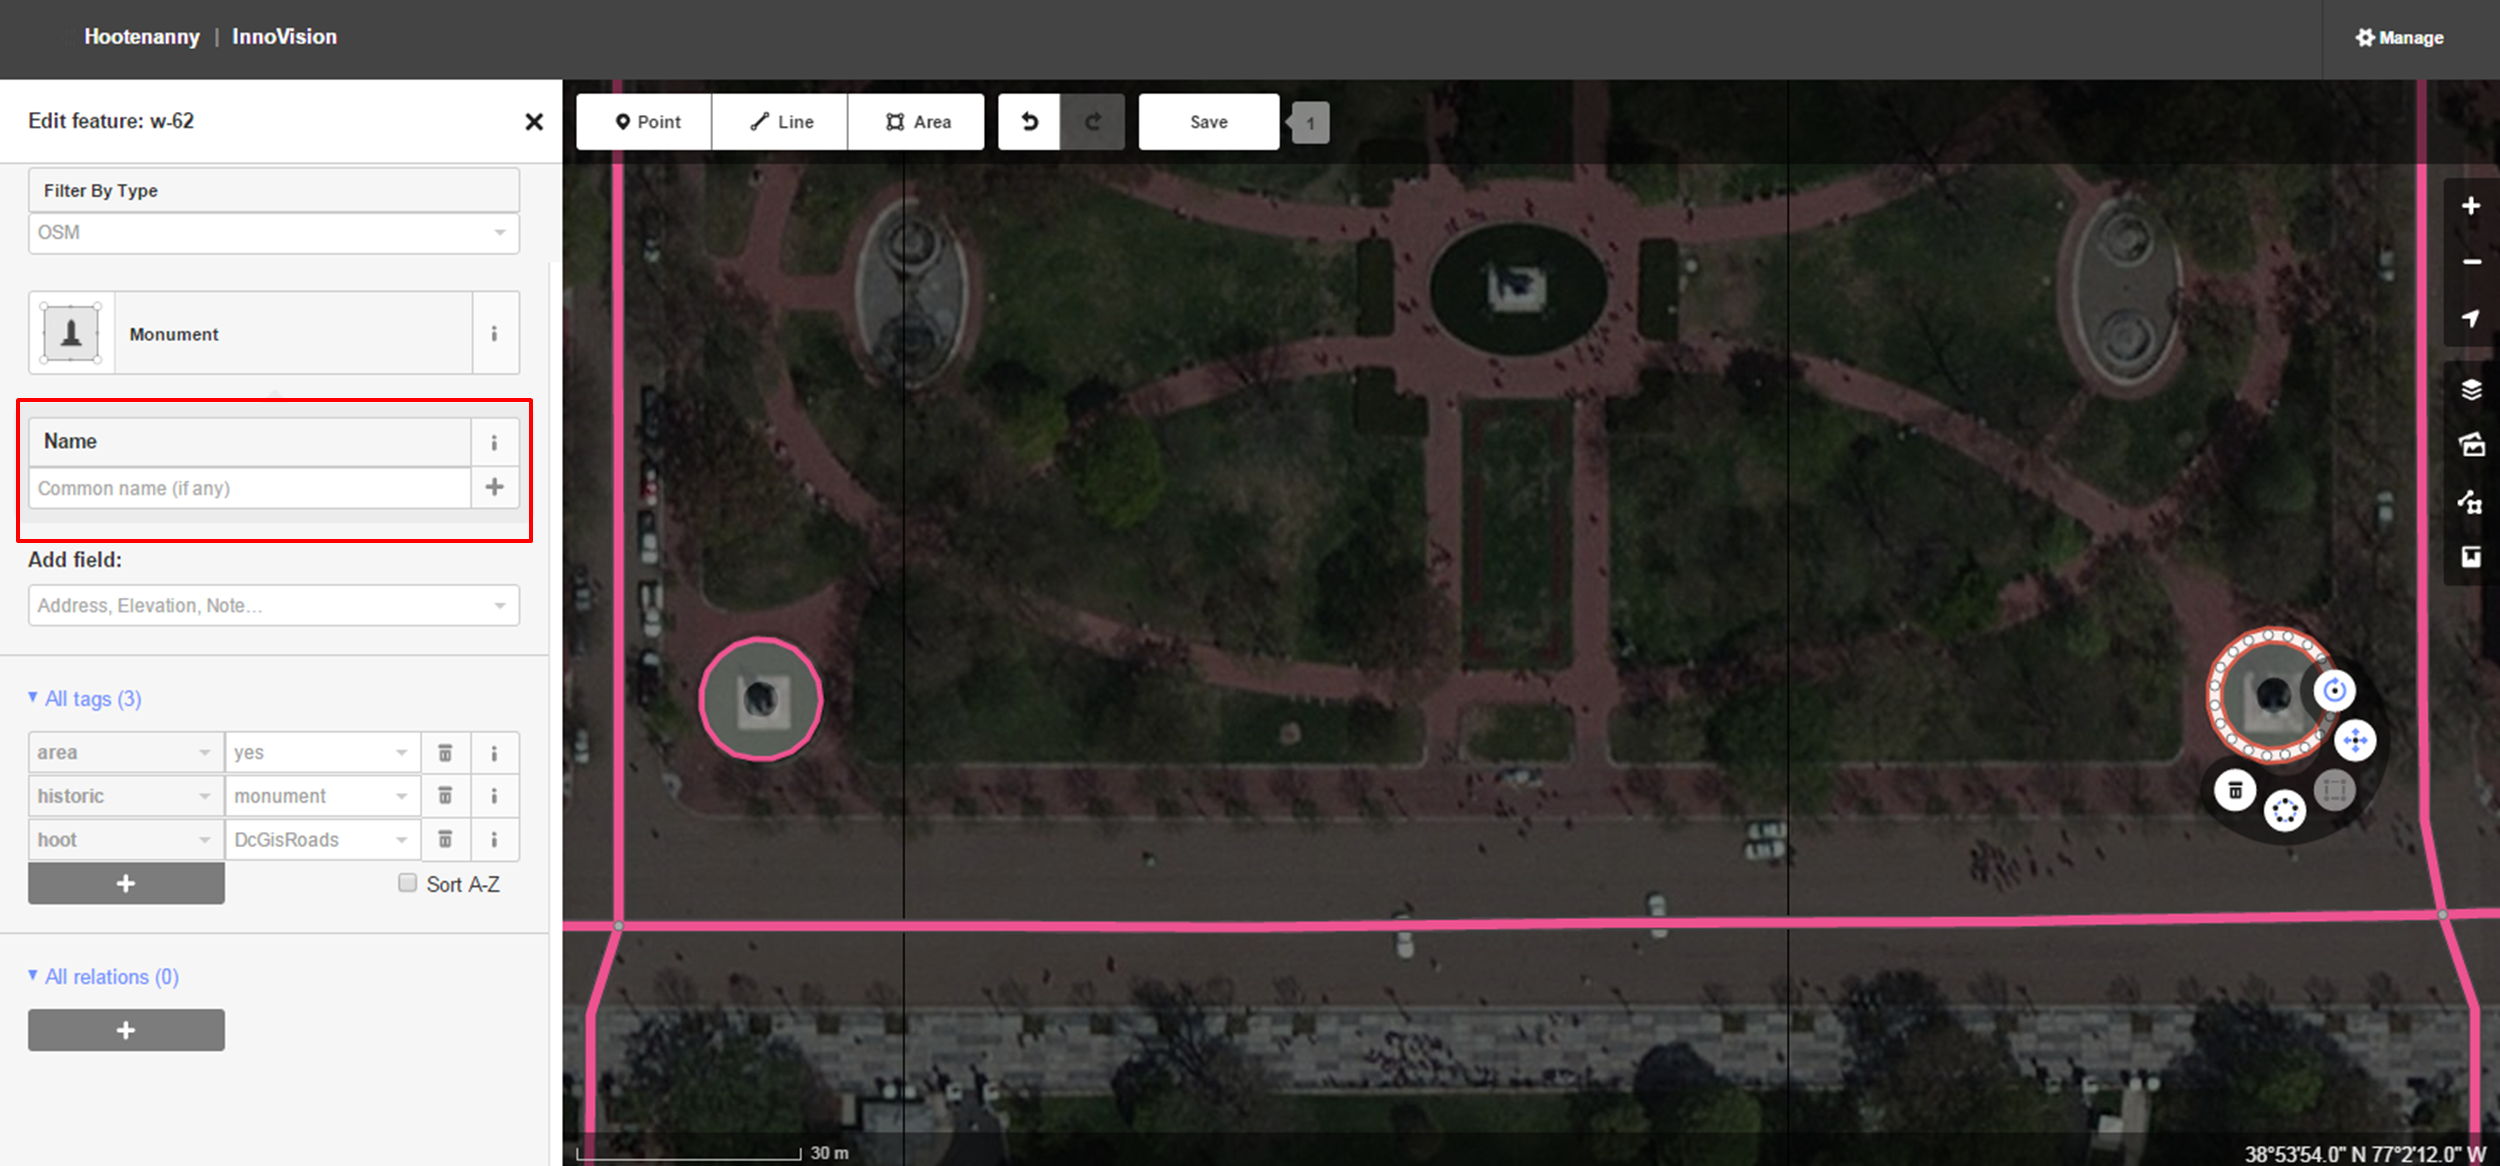 Hootenanny | InnoVision
Manage
Edit feature: w-62
Point
Line
Area
Save
1
Filter By Type
OSM
Monument
Name
Common name (if any)
Add field:
Address, Elevation, Note...
All tags (3)
area yes
historic monument
hoot DcGisRoads
Sort A-Z
All relations (0)
30 m
38°53'54.0" N 77°2'12.0" W